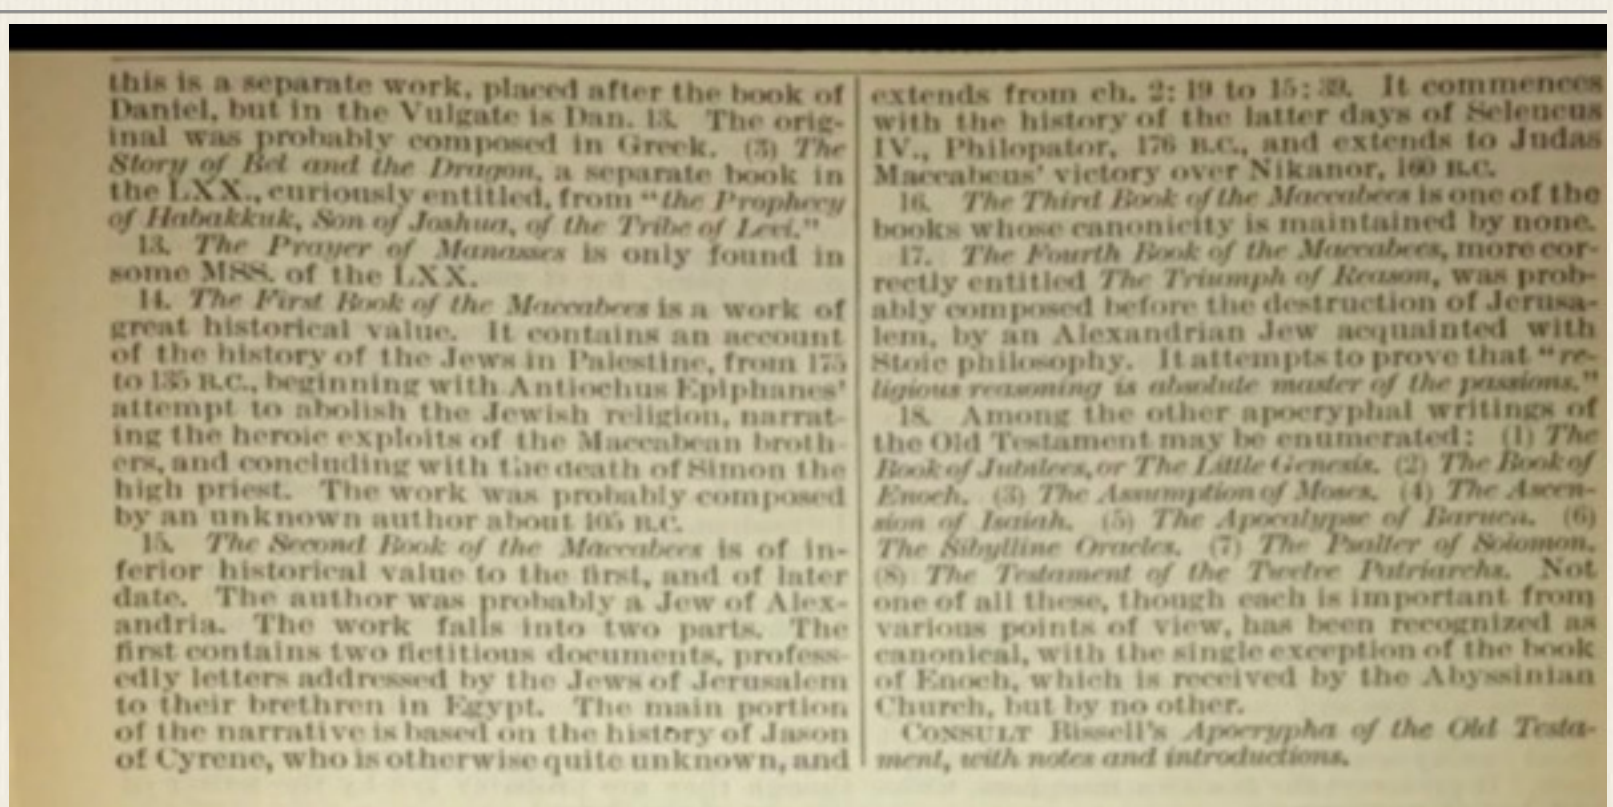 this is a separate work, placed after the book of
Daniel, but in the Vulgate is Dan. 13. The orig-
inal was probably composed in Greek. (3) The
Story of Bel and the Dragon, a separate book in
the LXX., curiously entitled, from "the Prophecy
of Habakkuk, Son of Joshua, of the Tribe of Levi."
13. The Prayer of Manasses is only found in
some MSS. of the LXX.
14. The First Book of the Maccabees is a work of
great historical value. It contains an account
of the history of the Jews in Palestine, from 175
to 135 B.C., beginning with Antiochus Epiphanes'
attempt to abolish the Jewish religion, narrat-
ing the heroic exploits of the Maccabean broth-
ers, and concluding with the death of Simon the
high priest. The work was probably composed
by an unknown author about 105 B.C.
15. The Second Book of the Maccabees is of in-
ferior historical value to the first, and of later
date. The author was probably a Jew of Alex-
andria. The work falls into two parts. The
first contains two fictitious documents, profess-
edly letters addressed by the Jews of Jerusalem
to their brethren in Egypt. The main portion
of the narrative is based on the history of Jason
of Cyrene, who is otherwise quite unknown, and
extends from ch. 2:19 to 15:39. It commences
with the history of the latter days of Seleucus
IV., Philopator, 176 B.C., and extends to Judas
Maccabeus' victory over Nikanor, 160 B.C.
16. The Third Book of the Maccabees is one of the
books whose canonicity is maintained by none.
17. The Fourth Book of the Maccabees, more cor-
rectly entitled The Triumph of Reason, was prob-
ably composed before the destruction of Jerusa-
lem, by an Alexandrian Jew acquainted with
Stoic philosophy. It attempts to prove that "re-
ligious reasoning is absolute master of the passions."
18. Among the other apocryphal writings of
the Old Testament may be enumerated: (1) The
Book of Jubilees, or The Little Genesis. (2) The Book of
Enoch. (3) The Assumption of Moses. (4) The Ascen-
sion of Isaiah. (5) The Apocalypse of Baruch. (6)
The Sibylline Oracles. (7) The Psalter of Solomon.
(8) The Testament of the Twelve Patriarchs. Not
one of all these, though each is important from
various points of view, has been recognized as
canonical, with the single exception of the book
of Enoch, which is received by the Abyssinian
Church, but by no other.
CONSULT Bissell's Apocrypha of the Old Testa-
ment, with notes and introductions.